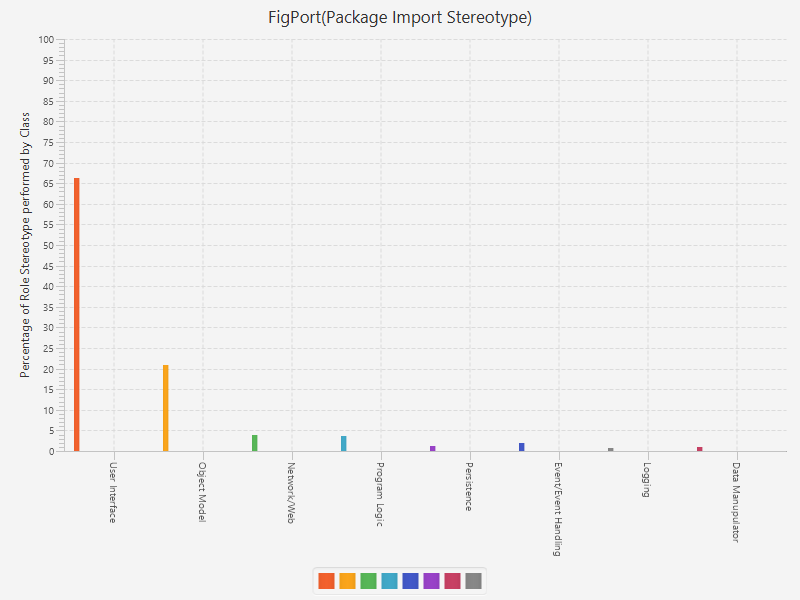 FigPort(Package Import Stereotype)
Percentage of Role Stereotype performed by Class
100
95
90
85
80
75
70
65
60
55
50
45
40
35
30
25
20
15
10
5
0
User Interface
Object Model
Network/Web
Program Logic
Persistence
Event/Event Handling
Logging
Data Manupulator